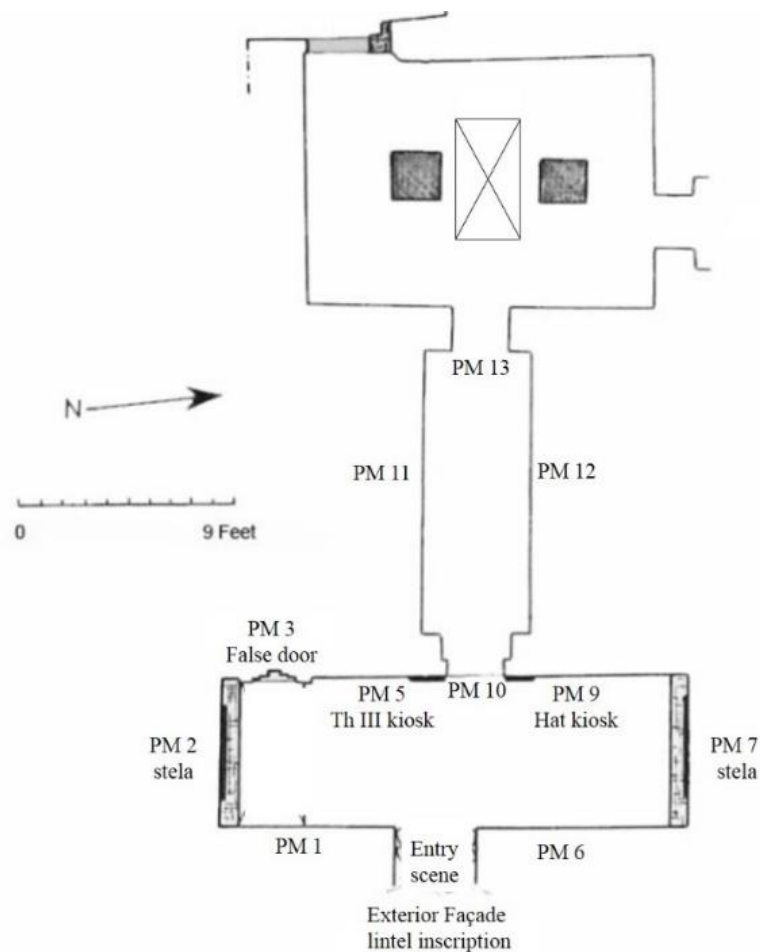 PM 13
N
PM 11
PM 12
0
9 Feet
PM 3
False door
PM 5
Th III kiosk
PM 10
PM 9
Hat kiosk
PM 2
stela
PM 7
stela
PM 1
Entry
scene
PM 6
Exterior Façade
lintel inscription